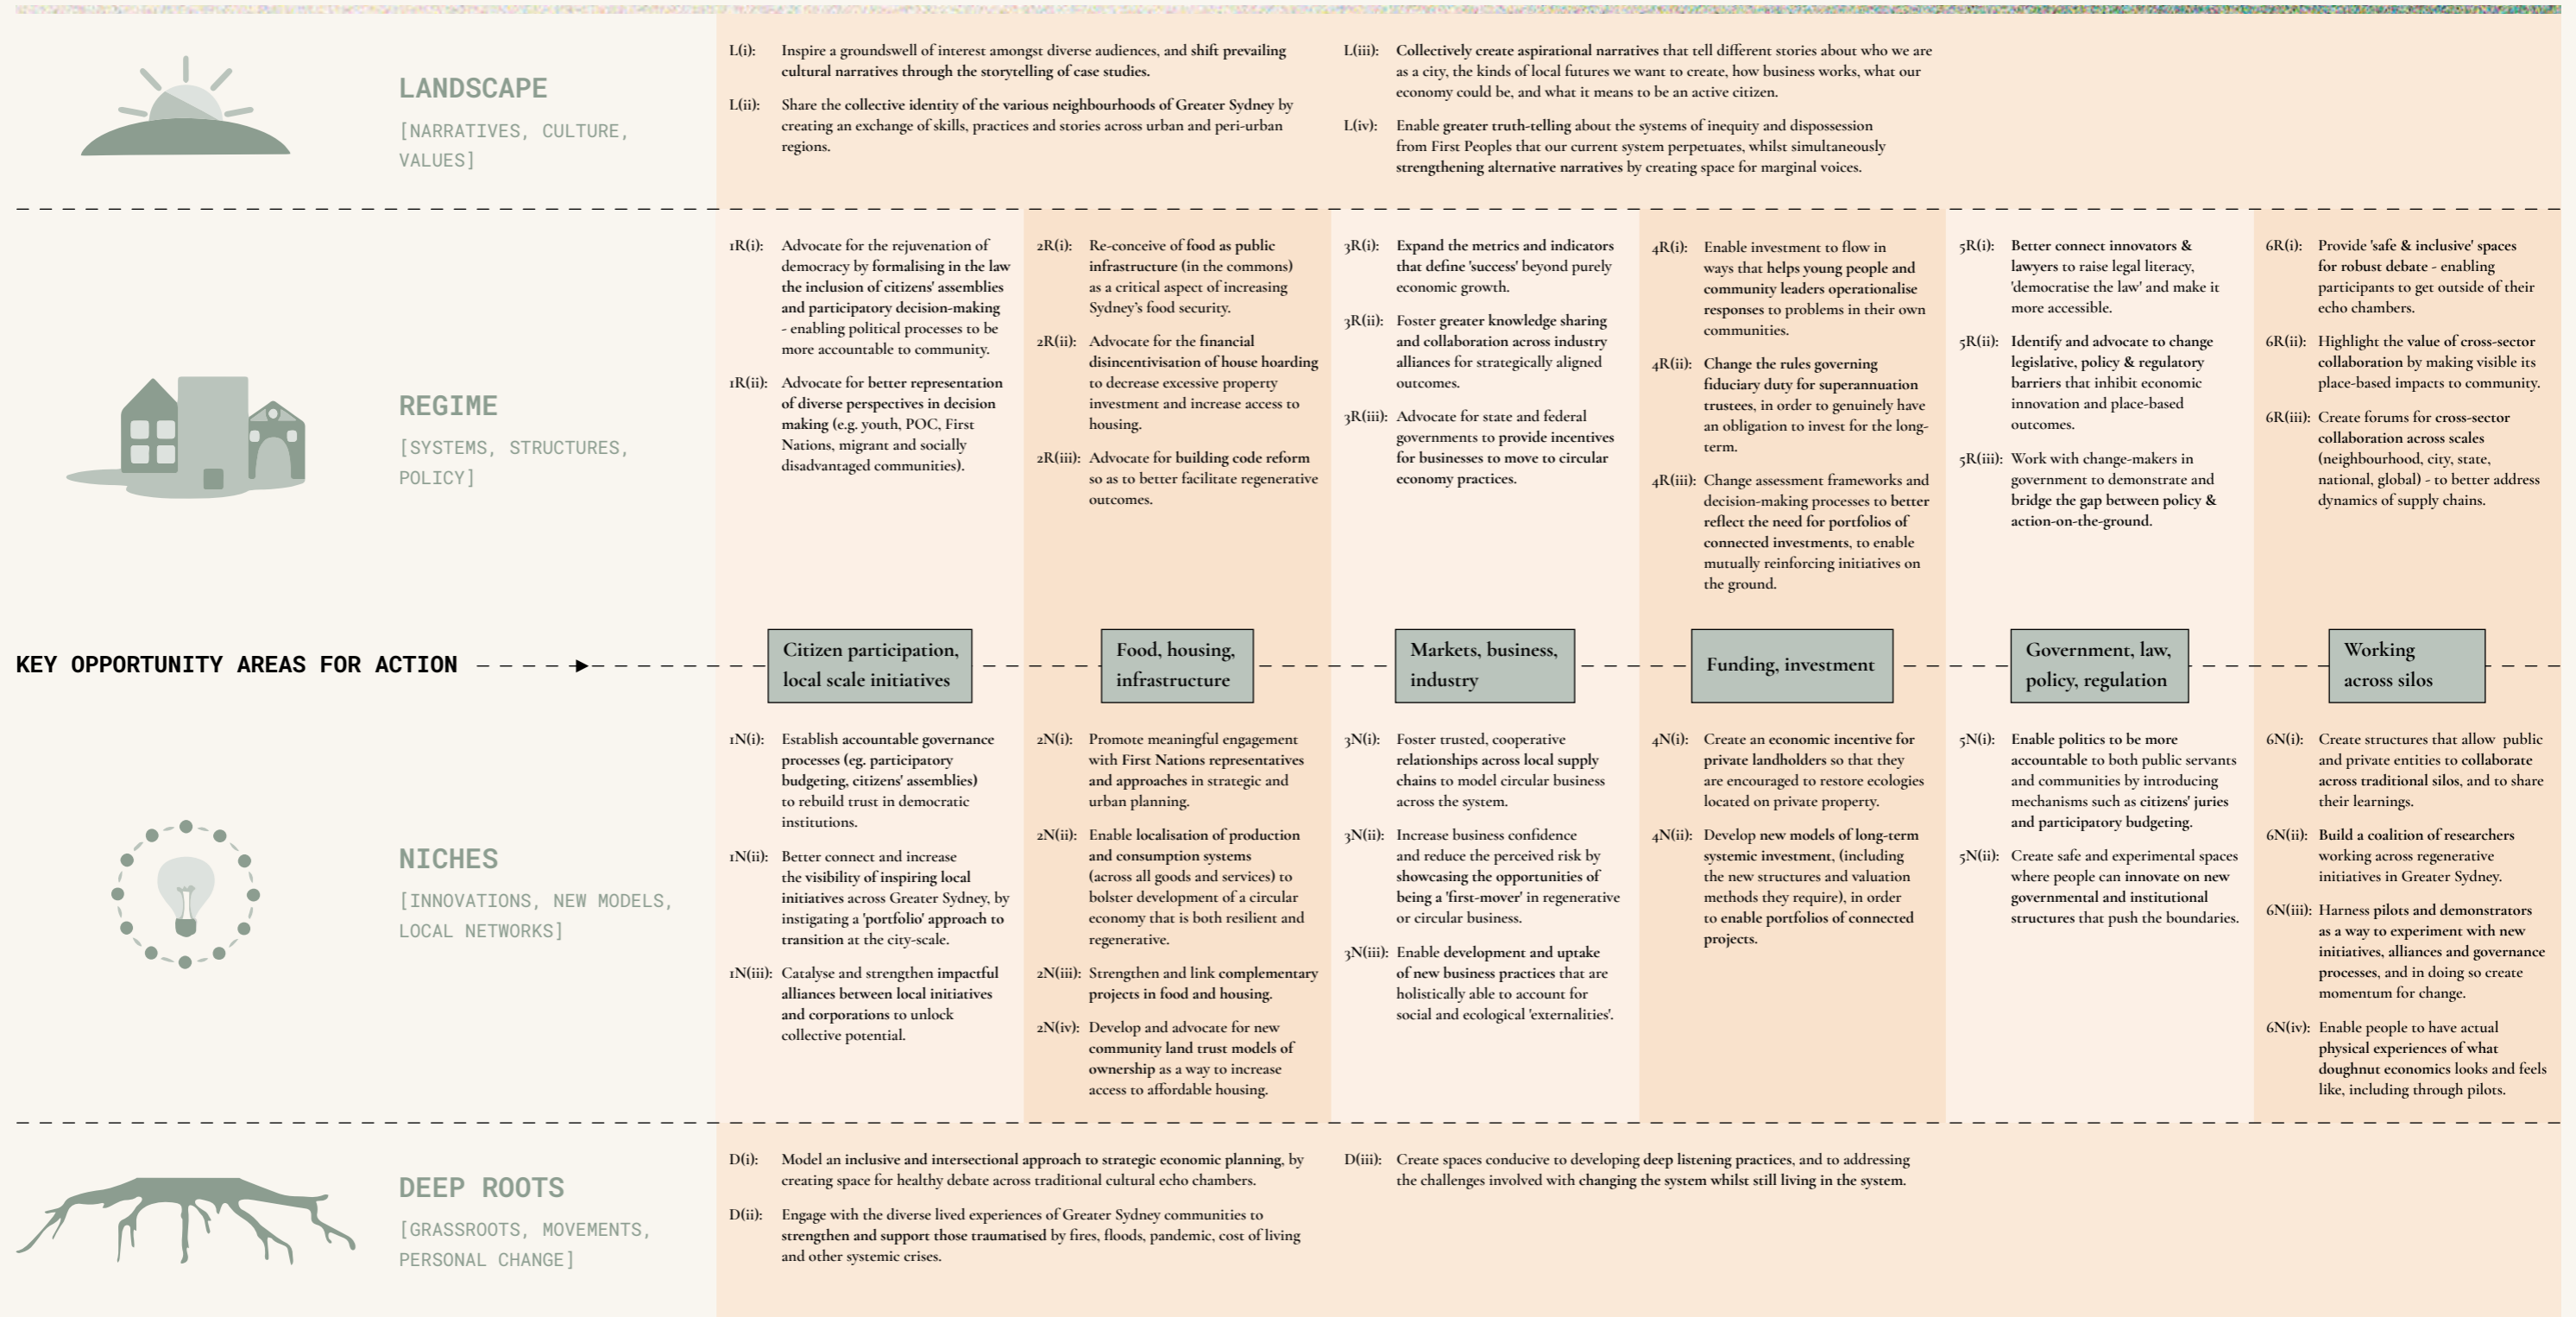 LANDSCAPE
[NARRATIVES, CULTURE,
VALUES]
L(i): Inspire a groundswell of interest amongst diverse audiences, and shift prevailing
cultural narratives through the storytelling of case studies.
L(ii): Share the collective identity of the various neighbourhoods of Greater Sydney by
creating an exchange of skills, practices and stories across urban and peri-urban
regions.
L(iii): Collectively create aspirational narratives that tell different stories about who we are
as a city, the kinds of local futures we want to create, how business works, what our
economy could be, and what it means to be an active citizen.
L(iv): Enable greater truth-telling about the systems of inequity and dispossession
from First Peoples that our current system perpetuates, whilst simultaneously
strengthening alternative narratives by creating space for marginal voices.
REGIME
[SYSTEMS, STRUCTURES,
POLICY]
1R(i): Advocate for the rejuvenation of
democracy by formalising in the law
the inclusion of citizens' assemblies
and participatory decision-making
- enabling political processes to be
more accountable to community.
1R(ii): Advocate for better representation
of diverse perspectives in decision
making (e.g. youth, POC, First
Nations, migrant and socially
disadvantaged communities).
2R(i): Re-conceive of food as public
infrastructure (in the commons)
as a critical aspect of increasing
Sydney's food security.
2R(ii): Advocate for the financial
disincentivisation of house hoarding
to decrease excessive property
investment and increase access to
housing.
2R(iii): Advocate for building code reform
so as to better facilitate regenerative
outcomes.
3R(i): Expand the metrics and indicators
that define 'success' beyond purely
economic growth.
3R(ii): Foster greater knowledge sharing
and collaboration across industry
alliances for strategically aligned
outcomes.
3R(iii): Advocate for state and federal
governments to provide incentives
for businesses to move to circular
economy practices.
4R(i): Enable investment to flow in
ways that helps young people and
community leaders operationalise
responses to problems in their own
communities.
4R(ii): Change the rules governing
fiduciary duty for superannuation
trustees, in order to genuinely have
an obligation to invest for the long-
term.
4R(iii): Change assessment frameworks and
decision-making processes to better
reflect the need for portfolios of
connected investments, to enable
mutually reinforcing initiatives on
the ground.
5R(i): Better connect innovators &
lawyers to raise legal literacy,
'democratise the law' and make it
more accessible.
5R(ii): Identify and advocate to change
legislative, policy & regulatory
barriers that inhibit economic
innovation and place-based
outcomes.
5R(iii): Work with change-makers in
government to demonstrate and
bridge the gap between policy &
action-on-the-ground.
6R(i): Provide 'safe & inclusive' spaces
for robust debate - enabling
participants to get outside of their
echo chambers.
6R(ii): Highlight the value of cross-sector
collaboration by making visible its
place-based impacts to community.
6R(iii): Create forums for cross-sector
collaboration across scales
(neighbourhood, city, state,
national, global) - to better address
dynamics of supply chains.
KEY OPPORTUNITY AREAS FOR ACTION
Citizen participation,
local scale initiatives
Food, housing,
infrastructure
Markets, business,
industry
Funding, investment
Government, law,
policy, regulation
Working
across silos
NICHES
[INNOVATIONS, NEW MODELS,
LOCAL NETWORKS]
1N(i): Establish accountable governance
processes (eg. participatory
budgeting, citizens' assemblies)
to rebuild trust in democratic
institutions.
1N(ii): Better connect and increase
the visibility of inspiring local
initiatives across Greater Sydney, by
instigating a 'portfolio' approach to
transition at the city-scale.
1N(iii): Catalyse and strengthen impactful
alliances between local initiatives
and corporations to unlock
collective potential.
2N(i): Promote meaningful engagement
with First Nations representatives
and approaches in strategic and
urban planning.
2N(ii): Enable localisation of production
and consumption systems
(across all goods and services) to
bolster development of a circular
economy that is both resilient and
regenerative.
2N(iii): Strengthen and link complementary
projects in food and housing.
2N(iv): Develop and advocate for new
community land trust models of
ownership as a way to increase
access to affordable housing.
3N(i): Foster trusted, cooperative
relationships across local supply
chains to model circular business
across the system.
3N(ii): Increase business confidence
and reduce the perceived risk by
showcasing the opportunities of
being a 'first-mover' in regenerative
or circular business.
3N(iii): Enable development and uptake
of new business practices that are
holistically able to account for
social and ecological 'externalities'.
4N(i): Create an economic incentive for
private landholders so that they
are encouraged to restore ecologies
located on private property.
4N(ii): Develop new models of long-term
systemic investment, (including
the new structures and valuation
methods they require), in order
to enable portfolios of connected
projects.
5N(i): Enable politics to be more
accountable to both public servants
and communities by introducing
mechanisms such as citizens' juries
and participatory budgeting.
5N(ii): Create safe and experimental spaces
where people can innovate on new
governmental and institutional
structures that push the boundaries.
6N(i): Create structures that allow public
and private entities to collaborate
across traditional silos, and to share
their learnings.
6N(ii): Build a coalition of researchers
working across regenerative
initiatives in Greater Sydney.
6N(iii): Harness pilots and demonstrators
as a way to experiment with new
initiatives, alliances and governance
processes, and in doing so create
momentum for change.
6N(iv): Enable people to have actual
physical experiences of what
doughnut economics looks and feels
like, including through pilots.
DEEP ROOTS
[GRASSROOTS, MOVEMENTS,
PERSONAL CHANGE]
D(i): Model an inclusive and intersectional approach to strategic economic planning, by
creating space for healthy debate across traditional cultural echo chambers.
D(ii): Engage with the diverse lived experiences of Greater Sydney communities to
strengthen and support those traumatised by fires, floods, pandemic, cost of living
and other systemic crises.
D(iii): Create spaces conducive to developing deep listening practices, and to addressing
the challenges involved with changing the system whilst still living in the system.